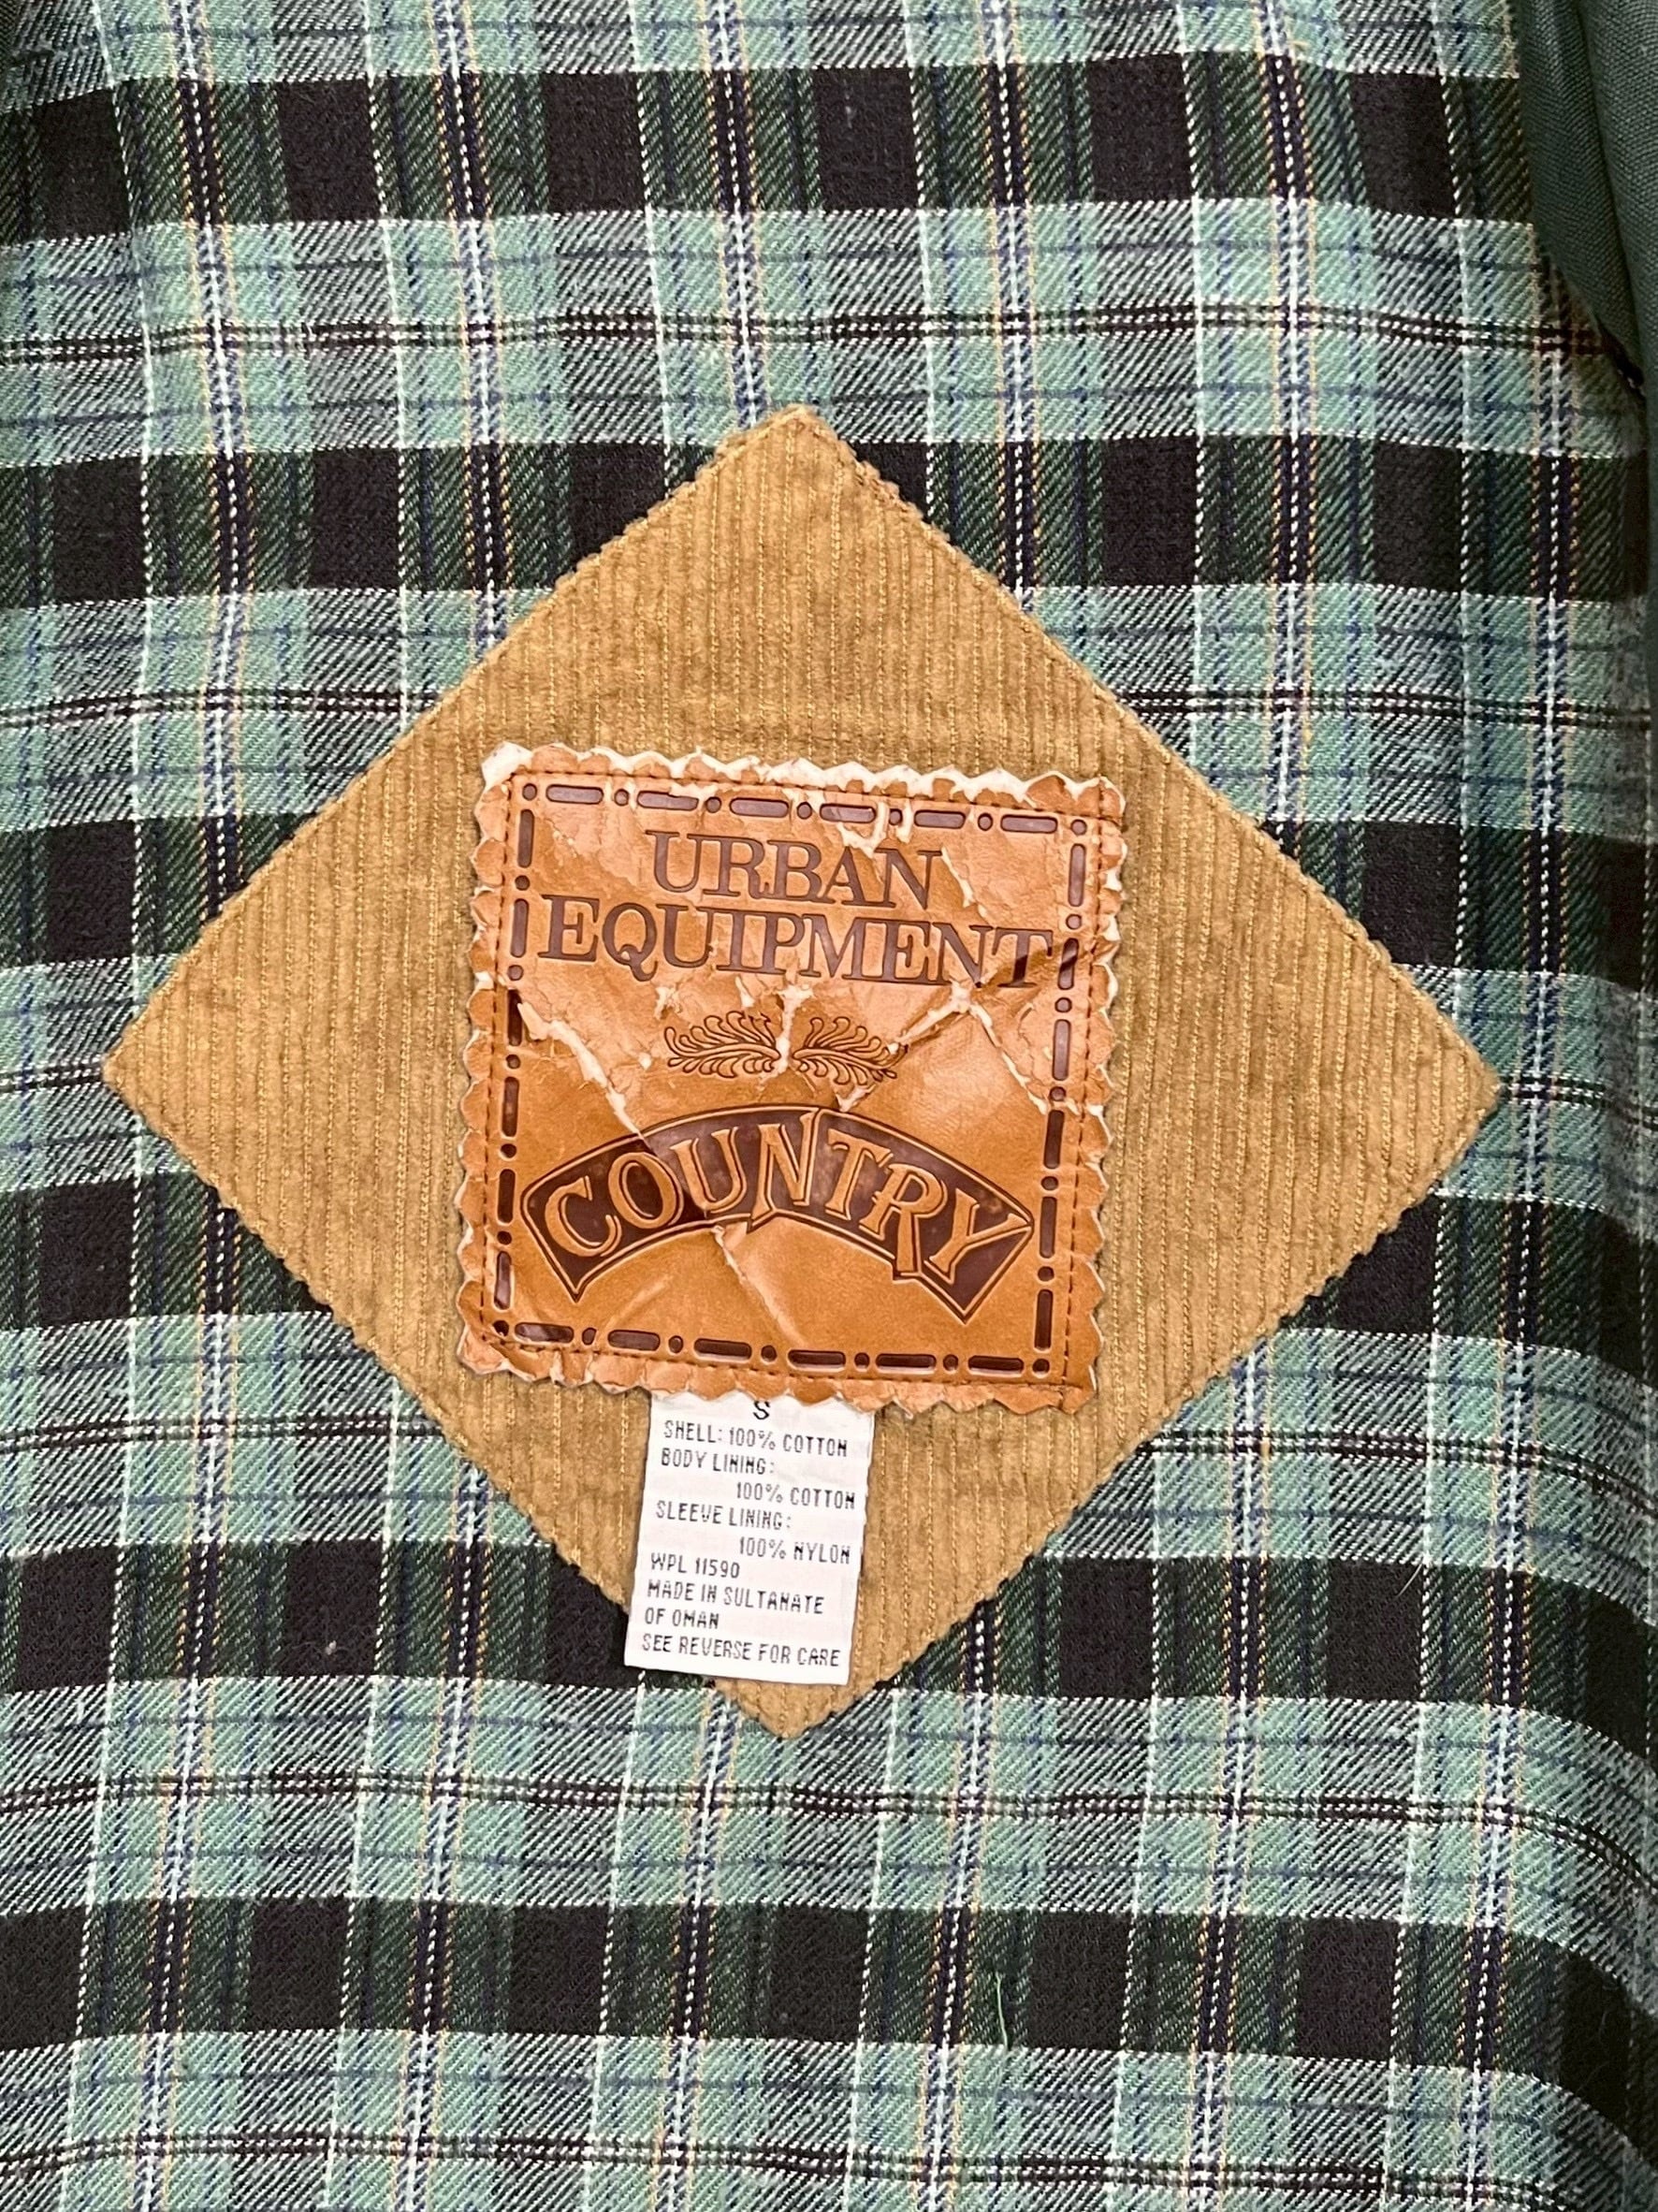 URBAN
EQUIPMENT
COUNTRY
S
SHELL: 100% COTTON
BODY LINING:
100% COTTON
SLEEVE LINING:
100% NYLON
WPL 11590
MADE IN SULTANATE
OF OMAN
SEE REVERSE FOR CARE